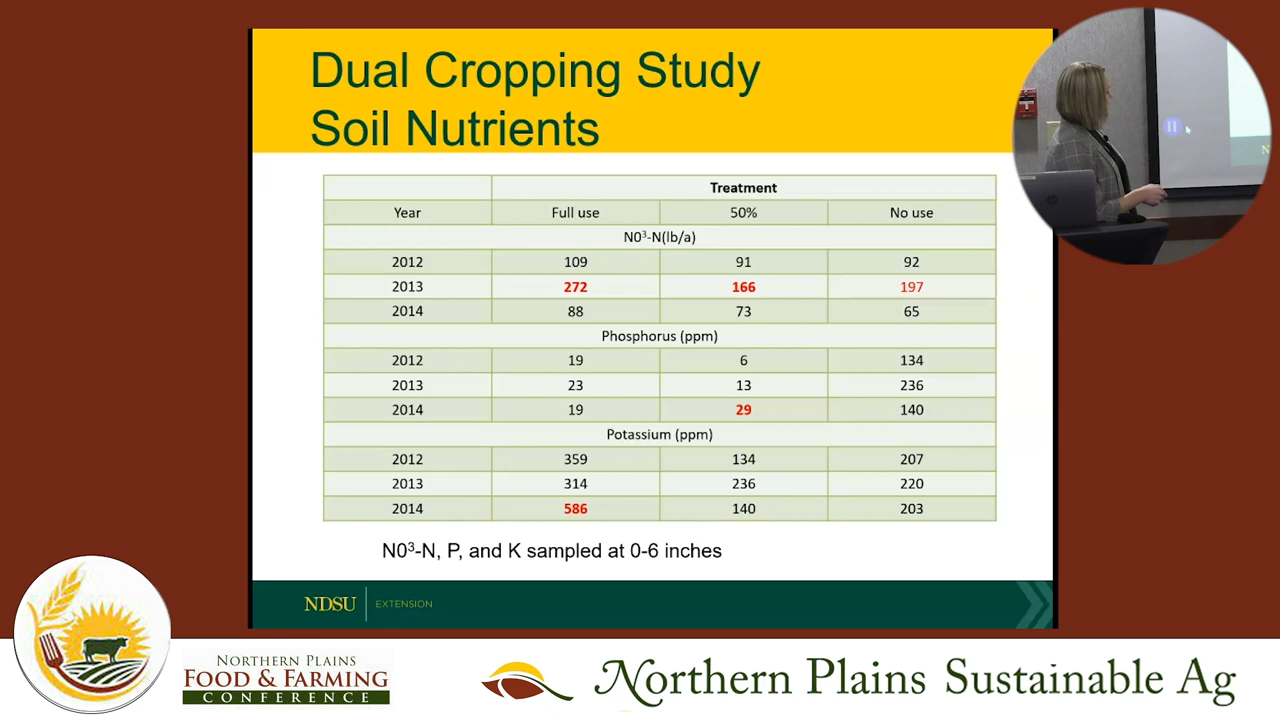 Dual Cropping Study
Soil Nutrients
Treatment
Year Full use 50% No use
N0³-N(lb/a)
2012 109 91 92
2013 272 166 197
2014 88 73 65
Phosphorus (ppm)
2012 19 6 134
2013 23 13 236
2014 19 29 140
Potassium (ppm)
2012 359 134 207
2013 314 236 220
2014 586 140 203
N0³-N, P, and K sampled at 0-6 inches
NDSU EXTENSION
NORTHERN PLAINS
FOOD & FARMING
CONFERENCE
Northern Plains Sustainable Ag